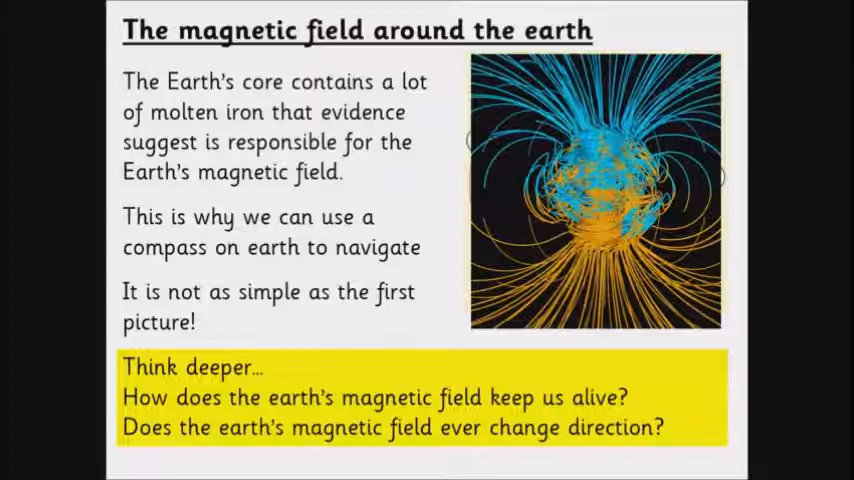 The magnetic field around the earth
The Earth's core contains a lot
of molten iron that evidence
suggest is responsible for the
Earth's magnetic field.
This is why we can use a
compass on earth to navigate
It is not as simple as the first
picture!
Think deeper...
How does the earth's magnetic field keep us alive?
Does the earth's magnetic field ever change direction?